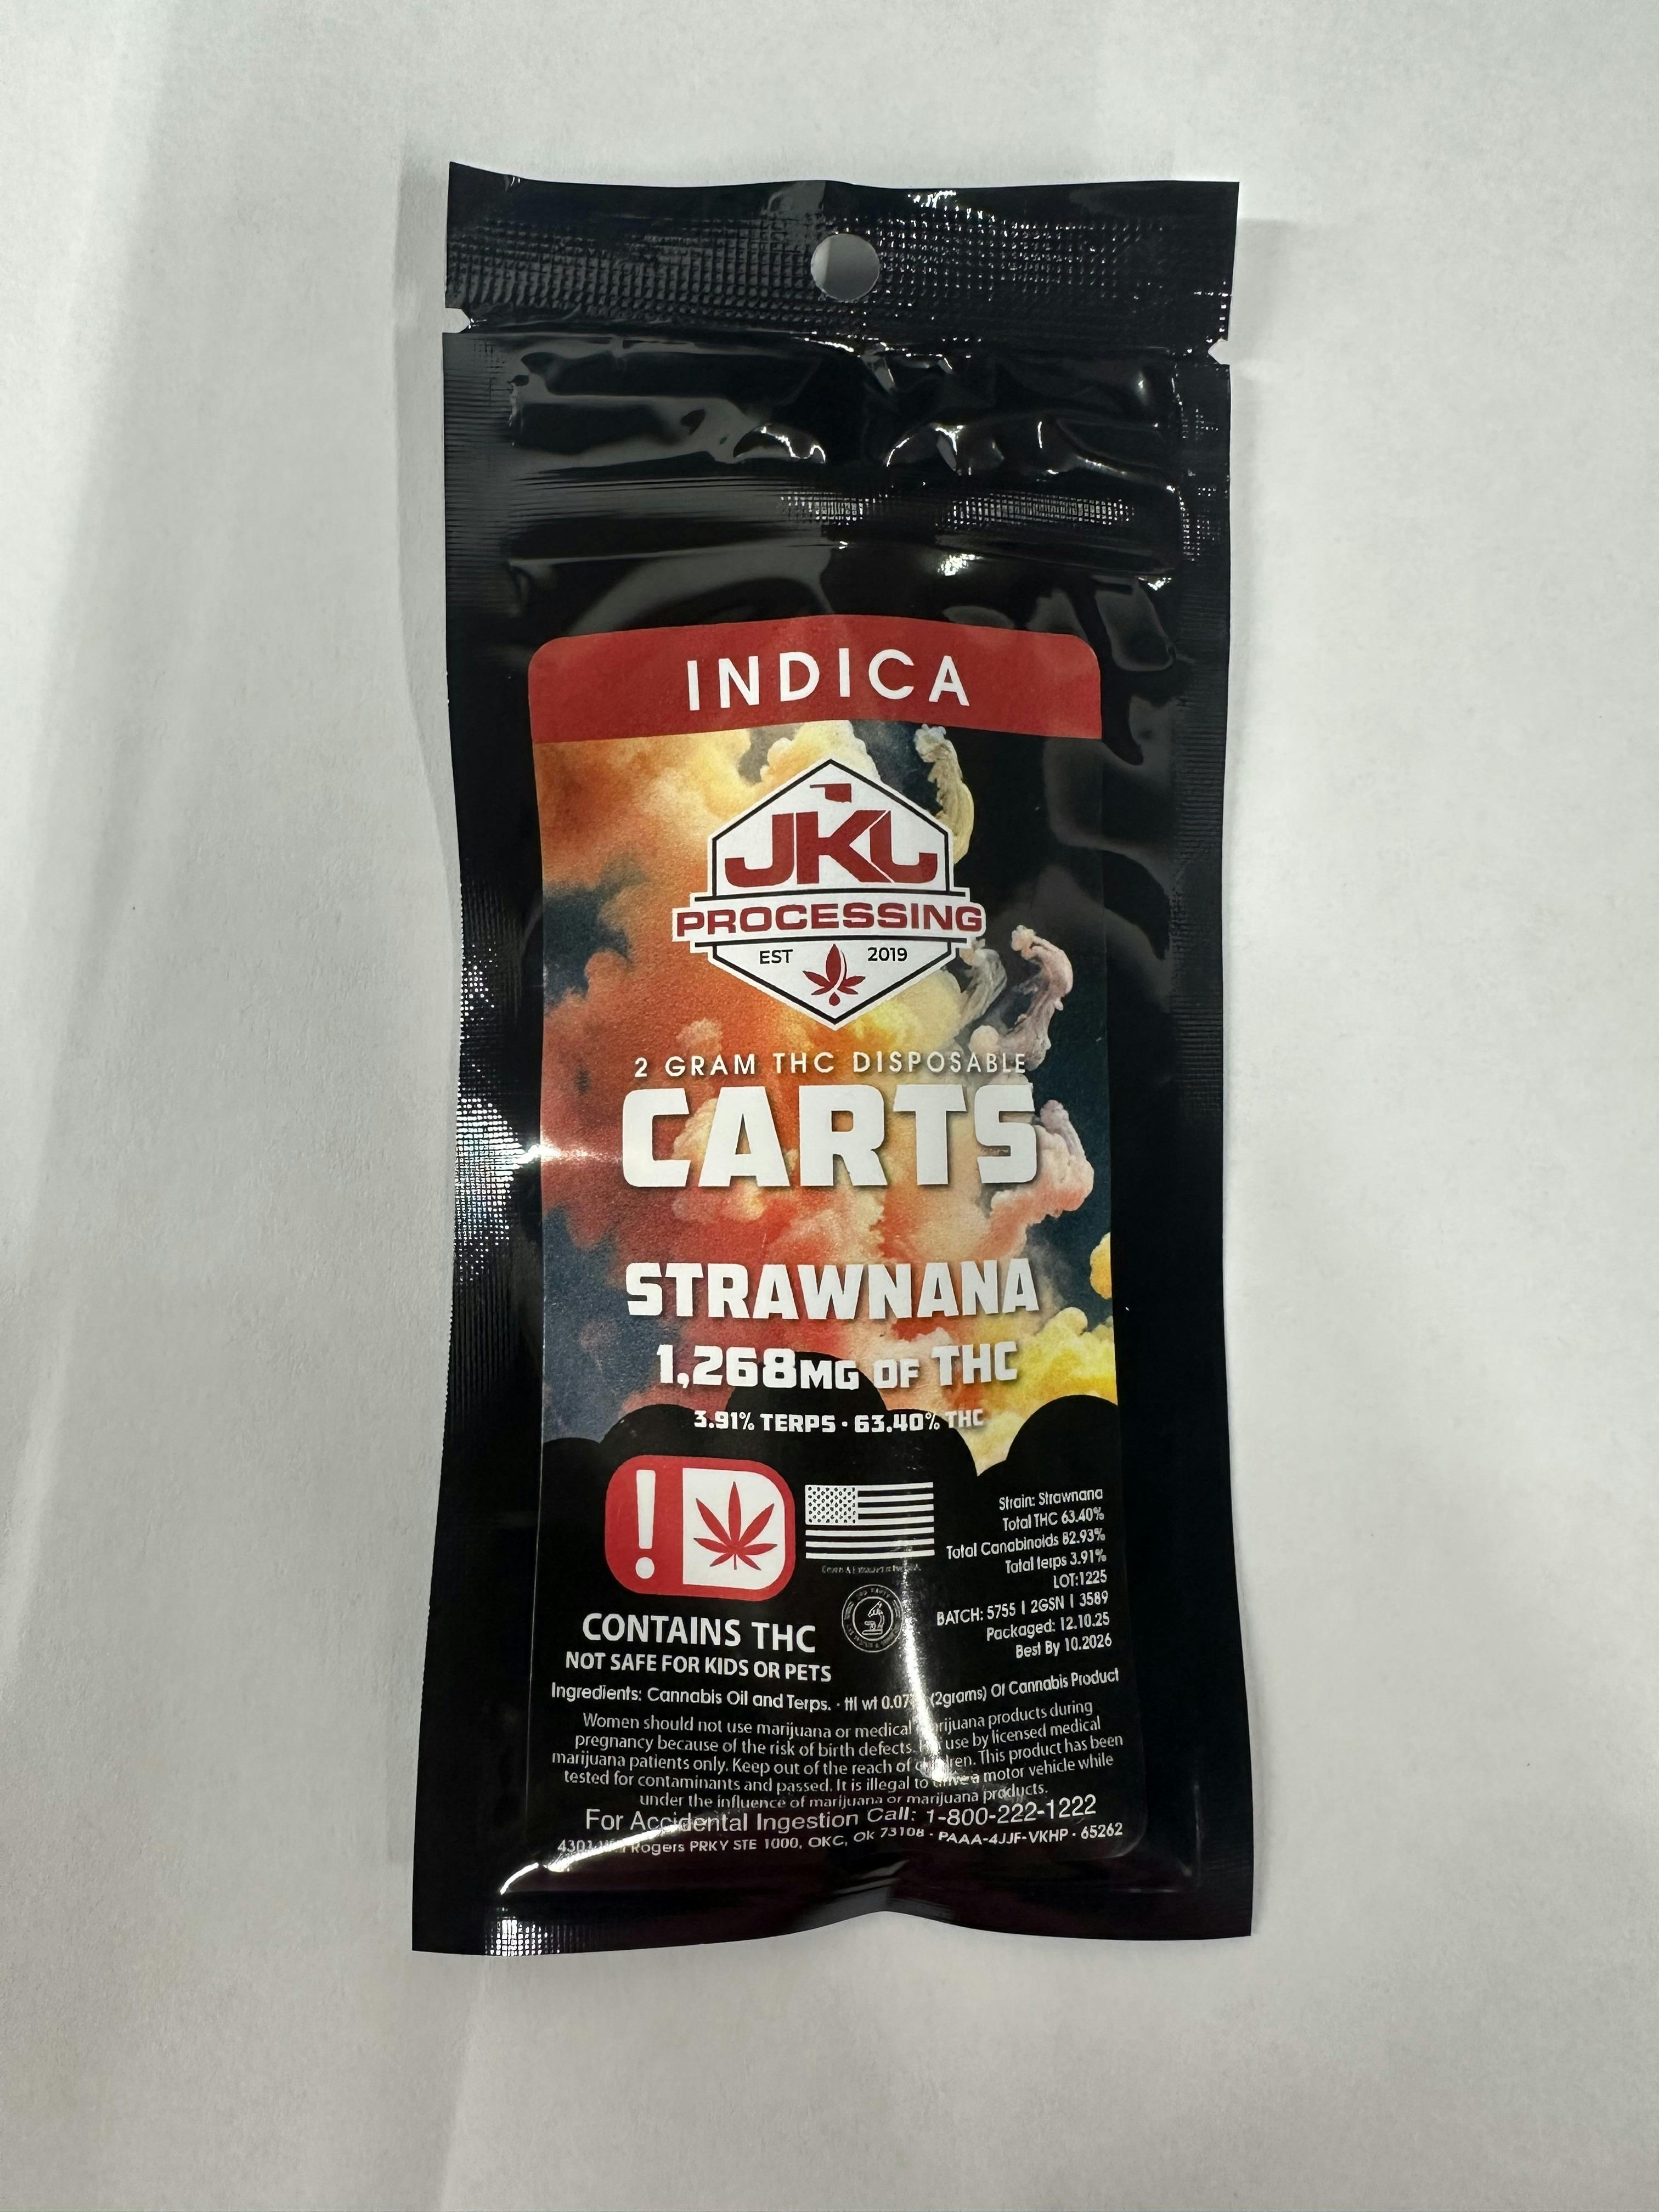 INDICA
JKL
PROCESSING
EST 2019
2 GRAM THC DISPOSABLE
CARTS
STRAWNANA
1,268MG OF THC
3.91% TERPS · 63.40% THC
!
Strain: Strawnana
Total THC 63.40%
Total Canabinoids 82.93%
Total terps 3.91%
LOT:1225
BATCH: 5755 | 2GSN | 3589
Packaged: 12.10.25
Best By 10.2026
CONTAINS THC
NOT SAFE FOR KIDS OR PETS
Ingredients: Cannabis Oil and Terps. · ttl wt (2grams) Of Cannabis Product
Women should not use marijuana or medical marijuana products during
pregnancy because of the risk of birth defects. use by licensed medical
marijuana patients only. Keep out of the reach of children. This product has been
tested for contaminants and passed. It is illegal to drive a motor vehicle while
under the influence of marijuana or marijuana products.
For Accidental Ingestion Call: 1-800-222-1222
Rogers PRKY STE 1000, OKC, OK 73108 · PAAA-4JJF-VKHP · 65262